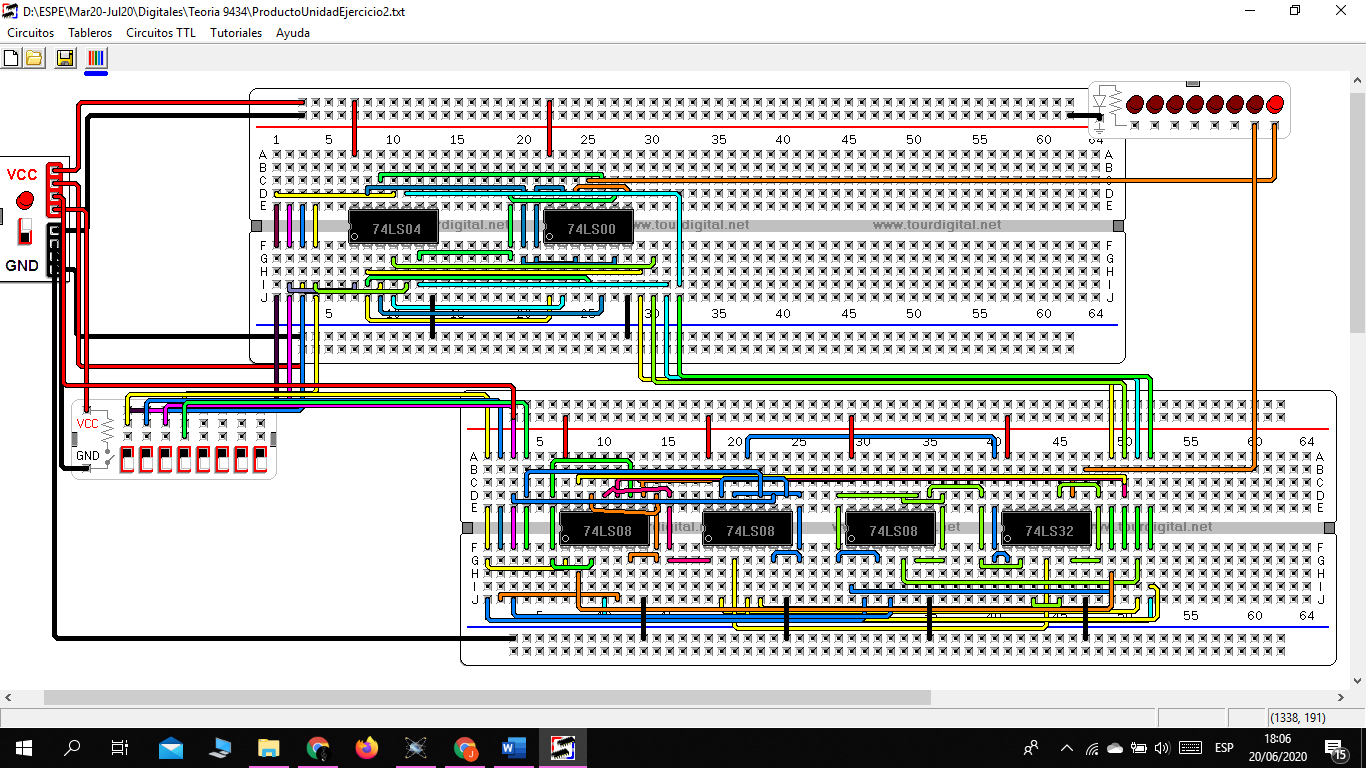 D:\ESPE\Mar20-Jul20\Digitales\Teoria 9434\ProductoUnidadEjercicio2.txt
Circuitos Tableros Circuitos TTL Tutoriales Ayuda
VCC
GND
1 5 10 15 20 25 30 35 40 45 50 55 60 64
A A
B B
C C
D D
E E
74LS04 74LS00 www.tourdigital.net www.tourdigital.net
F F
G G
H H
I I
J J
5 10 15 20 25 30 35 40 45 50 55 60 64
VCC
GND
5 10 15 20 25 30 35 40 45 50 55 60 64
A A
B B
C C
D D
E E
74LS08 74LS08 74LS08 74LS32 www.tourdigital.net
F F
G G
H H
I I
J J
5 10 20 25 30 35 40 45 55 60 64
(1338, 191)
ESP
18:06
20/06/2020
15